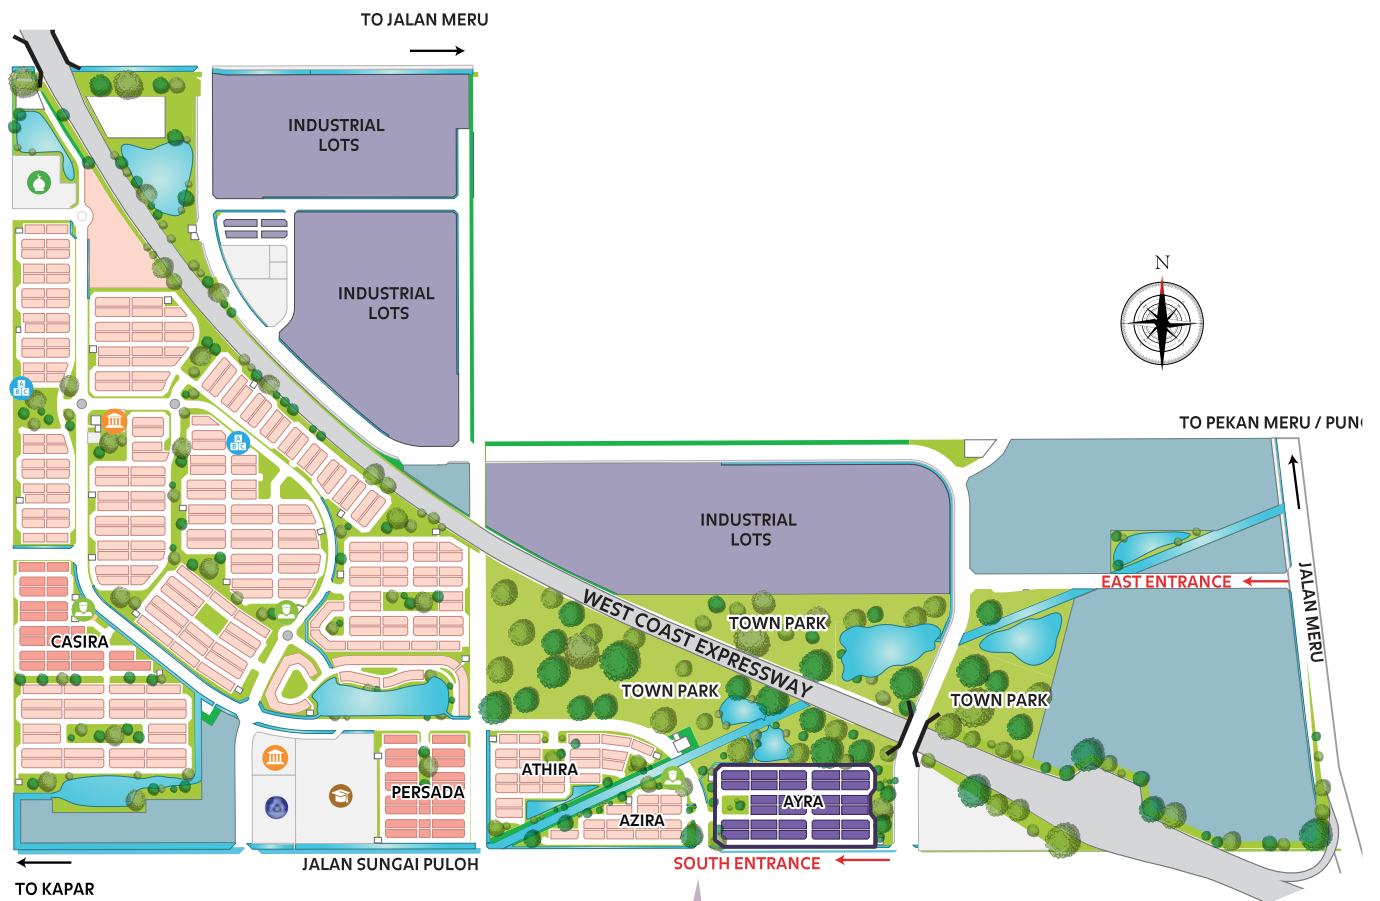 TO JALAN MERU
INDUSTRIAL
LOTS
N
INDUSTRIAL
LOTS
A
B C
TO PEKAN MERU / PUN
A
B C
INDUSTRIAL
LOTS
EAST ENTRANCE
JALAN MERU
WEST COAST EXPRESSWAY
TOWN PARK
CASIRA
TOWN PARK
TOWN PARK
ATHIRA
PERSADA
AYRA
AZIRA
JALAN SUNGAI PULOH
SOUTH ENTRANCE
TO KAPAR